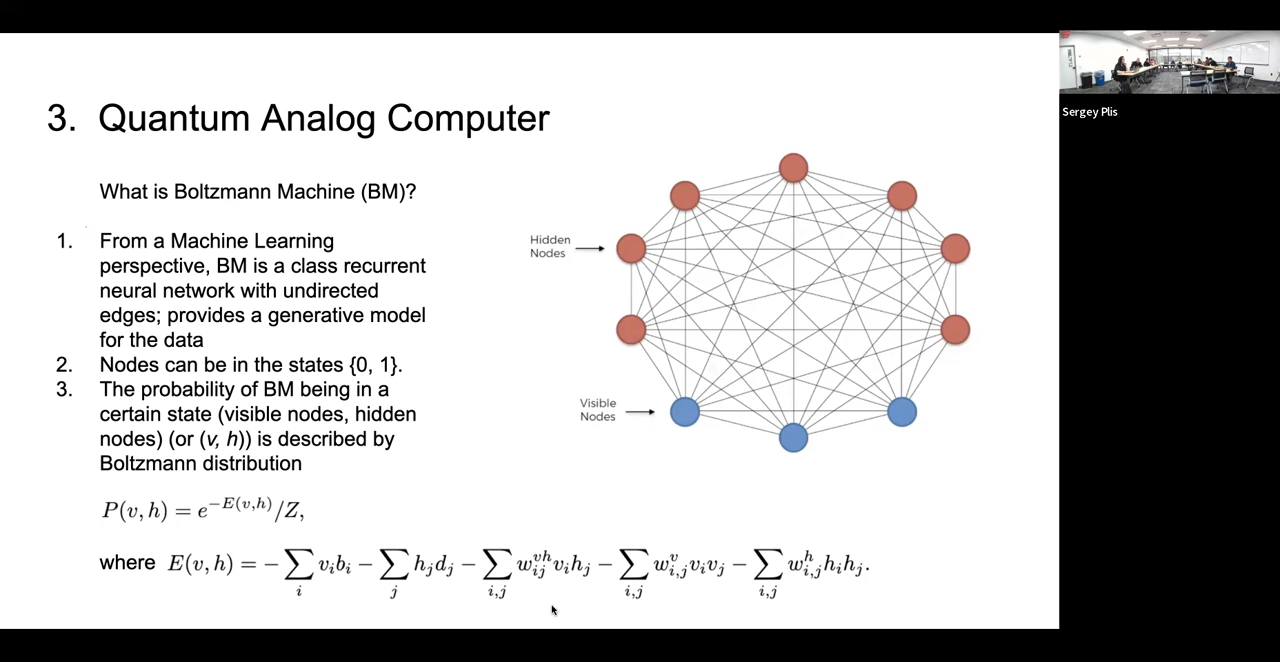 3. Quantum Analog Computer
What is Boltzmann Machine (BM)?
1. From a Machine Learning
perspective, BM is a class recurrent
neural network with undirected
edges; provides a generative model
for the data
2. Nodes can be in the states {0, 1}.
3. The probability of BM being in a
certain state (visible nodes, hidden
nodes) (or (v, h)) is described by
Boltzmann distribution
P(v, h) = e^{-E(v,h)}/Z,
where E(v, h) = − ∑_i v_i b_i − ∑_j h_j d_j − ∑_{i,j} w_{ij}^{vh} v_i h_j − ∑_{i,j} w_{i,j}^{v} v_i v_j − ∑_{i,j} w_{i,j}^{h} h_i h_j.
Hidden
Nodes
Visible
Nodes
Sergey Plis